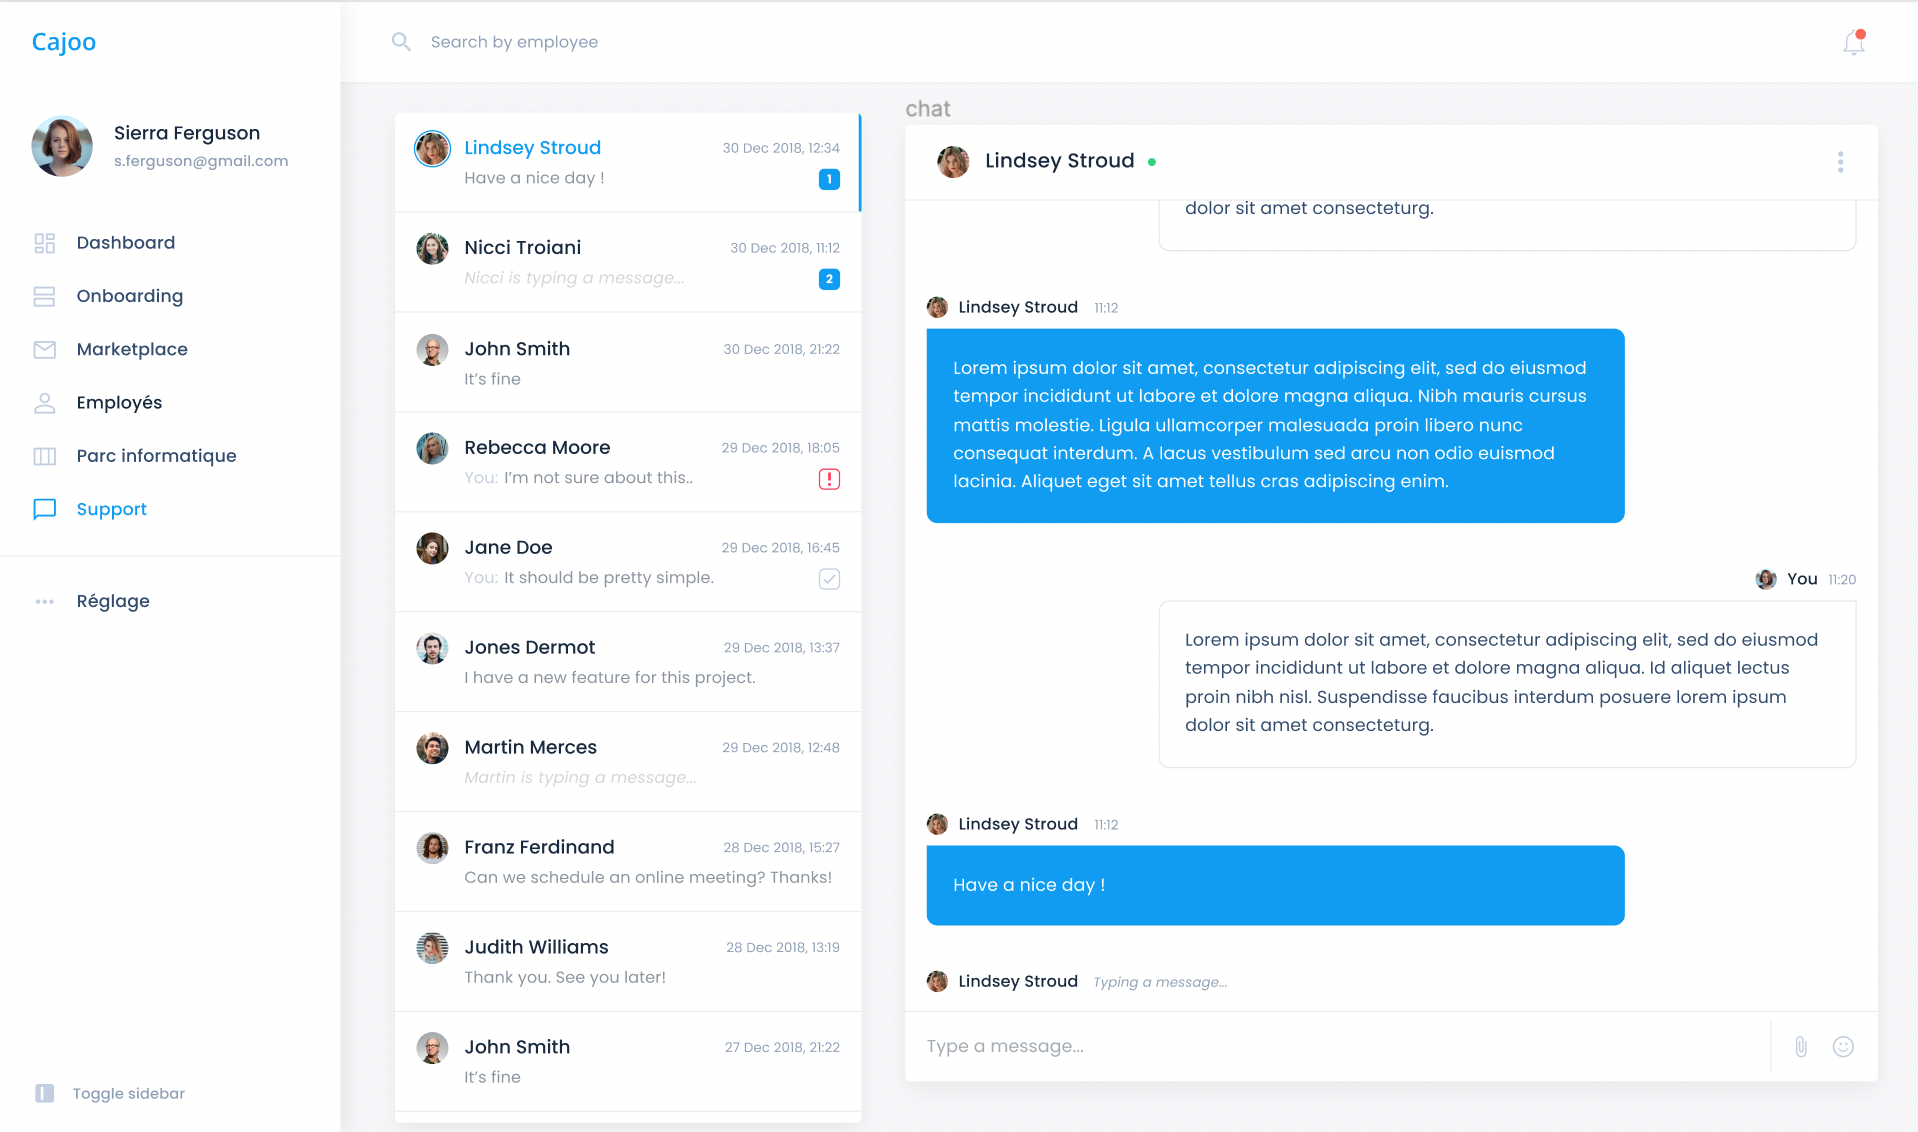 Cajoo
Search by employee
Sierra Ferguson
s.ferguson@gmail.com
Dashboard
Onboarding
Marketplace
Employés
Parc informatique
Support
Réglage
Toggle sidebar
Lindsey Stroud
30 Dec 2018, 12:34
Have a nice day !
1
Nicci Troiani
30 Dec 2018, 11:12
Nicci is typing a message...
2
John Smith
30 Dec 2018, 21:22
It's fine
Rebecca Moore
29 Dec 2018, 18:05
You: I'm not sure about this..
Jane Doe
29 Dec 2018, 16:45
You: It should be pretty simple.
Jones Dermot
29 Dec 2018, 13:37
I have a new feature for this project.
Martin Merces
29 Dec 2018, 12:48
Martin is typing a message...
Franz Ferdinand
28 Dec 2018, 15:27
Can we schedule an online meeting? Thanks!
Judith Williams
28 Dec 2018, 13:19
Thank you. See you later!
John Smith
27 Dec 2018, 21:22
It's fine
chat
Lindsey Stroud
dolor sit amet consecteturg.
Lindsey Stroud 11:12
Lorem ipsum dolor sit amet, consectetur adipiscing elit, sed do eiusmod
tempor incididunt ut labore et dolore magna aliqua. Nibh mauris cursus
mattis molestie. Ligula ullamcorper malesuada proin libero nunc
consequat interdum. A lacus vestibulum sed arcu non odio euismod
lacinia. Aliquet eget sit amet tellus cras adipiscing enim.
You 11:20
Lorem ipsum dolor sit amet, consectetur adipiscing elit, sed do eiusmod
tempor incididunt ut labore et dolore magna aliqua. Id aliquet lectus
proin nibh nisl. Suspendisse faucibus interdum posuere lorem ipsum
dolor sit amet consecteturg.
Lindsey Stroud 11:12
Have a nice day !
Lindsey Stroud Typing a message...
Type a message...